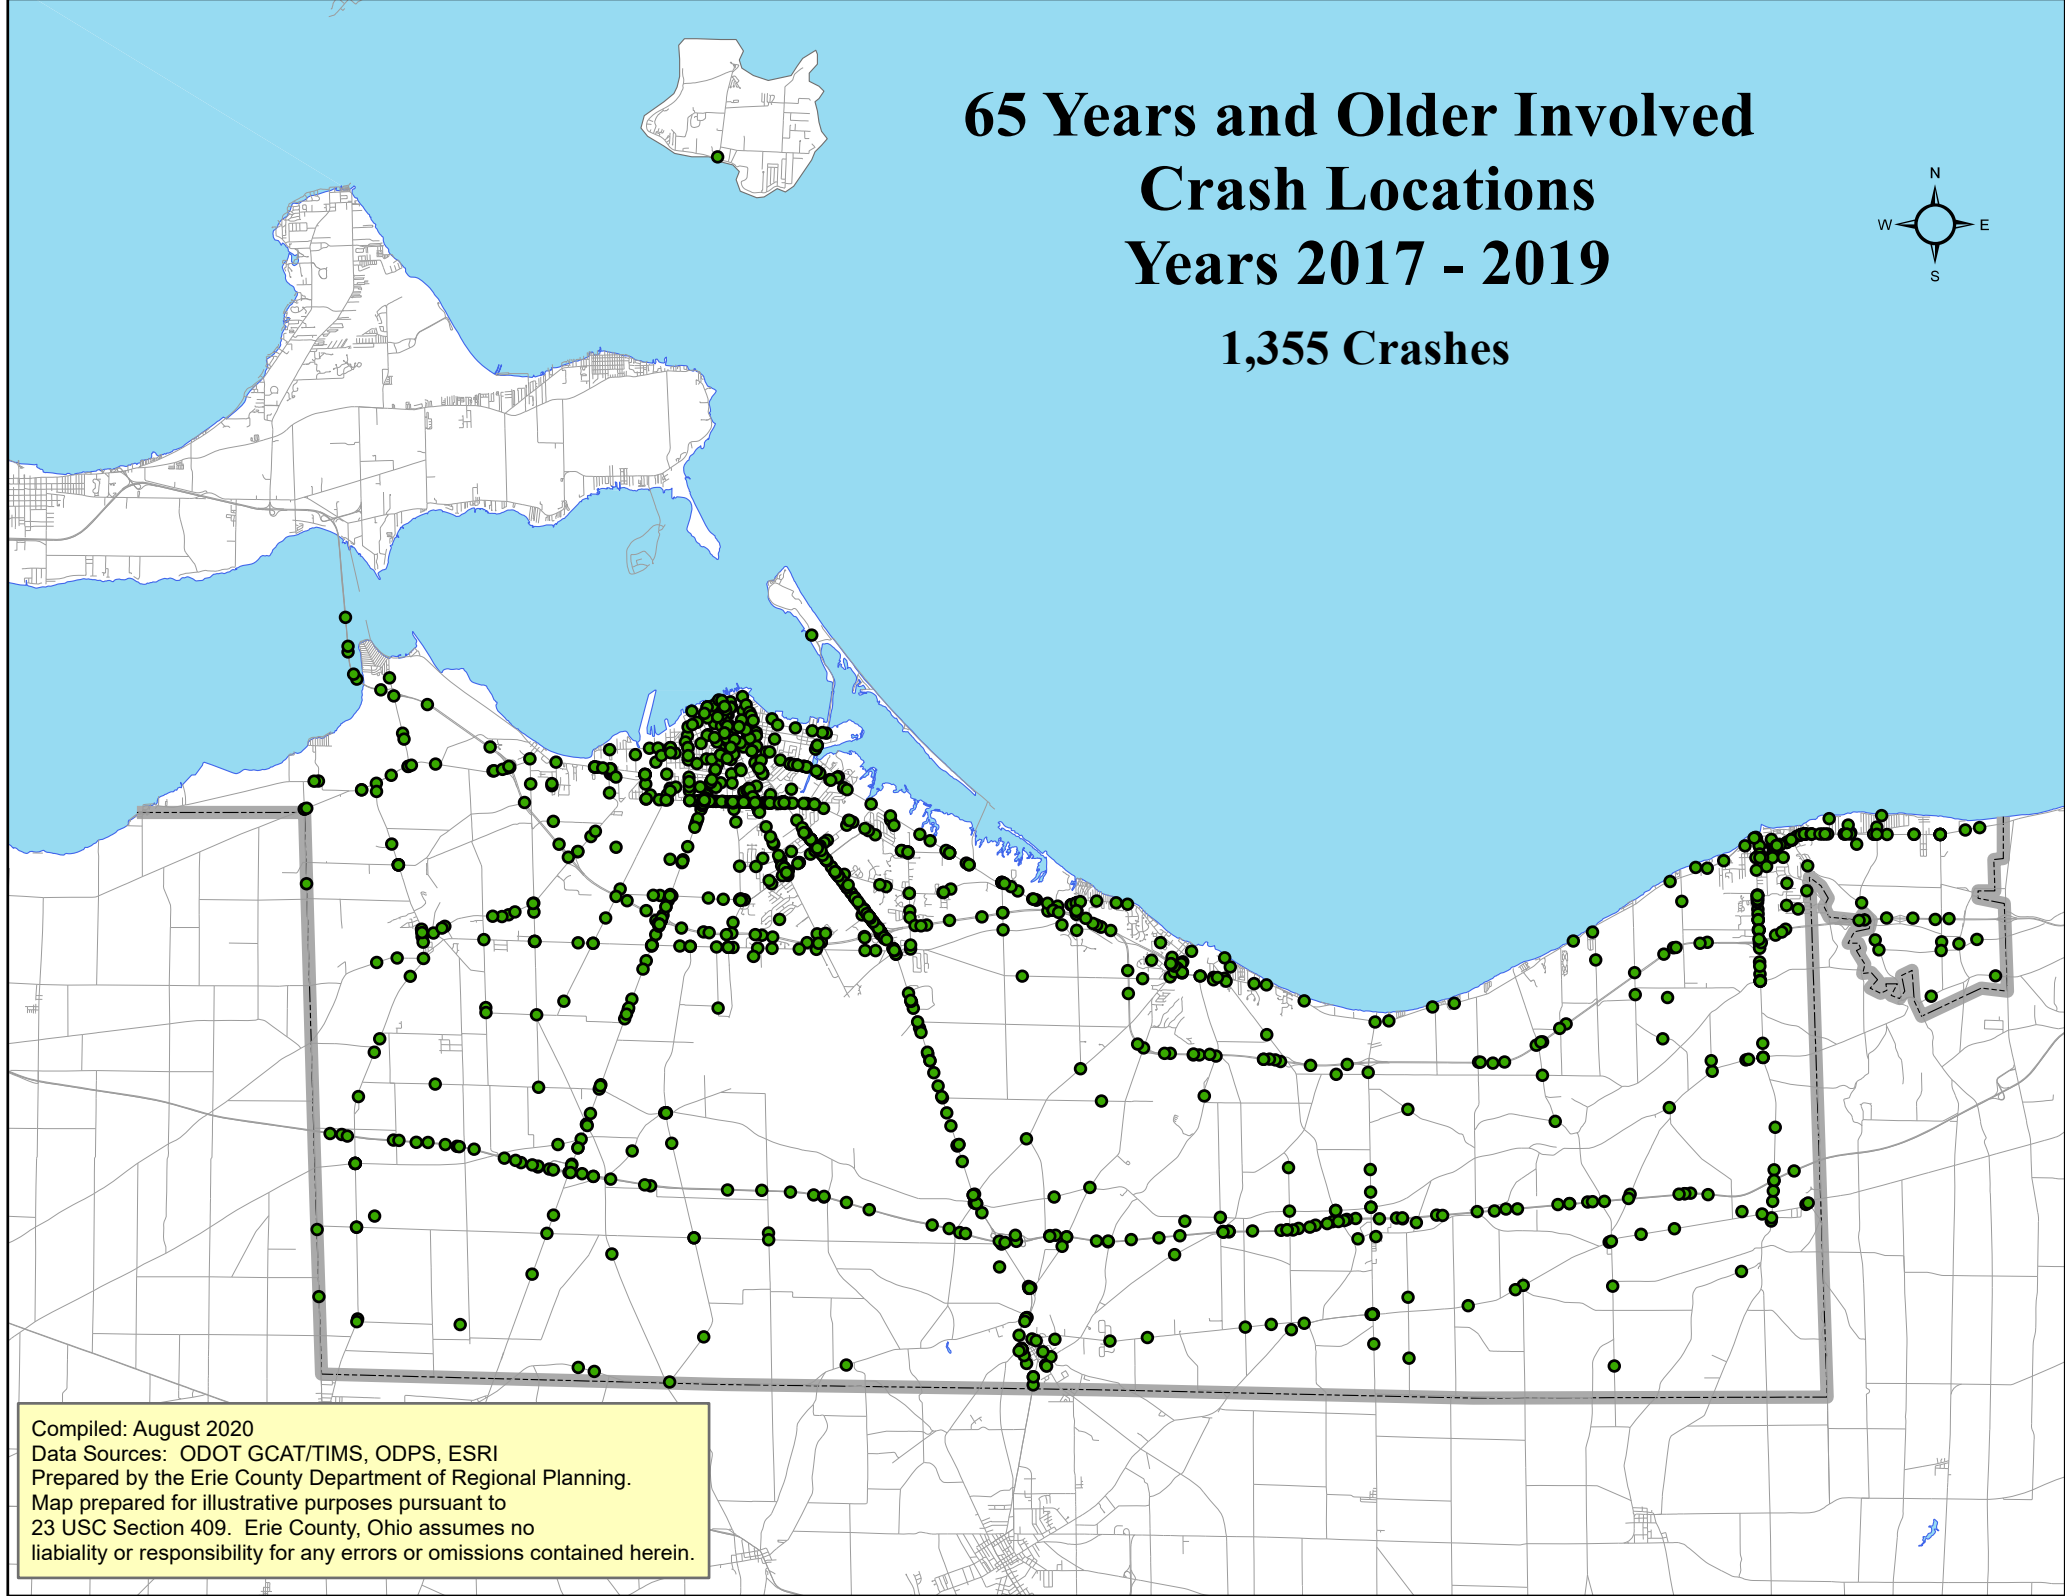 65 Years and Older Involved
Crash Locations
Years 2017 - 2019
1,355 Crashes
N
W E
S
Compiled: August 2020
Data Sources:  ODOT GCAT/TIMS, ODPS, ESRI
Prepared by the Erie County Department of Regional Planning.
Map prepared for illustrative purposes pursuant to
23 USC Section 409.  Erie County, Ohio assumes no
liabiality or responsibility for any errors or omissions contained herein.